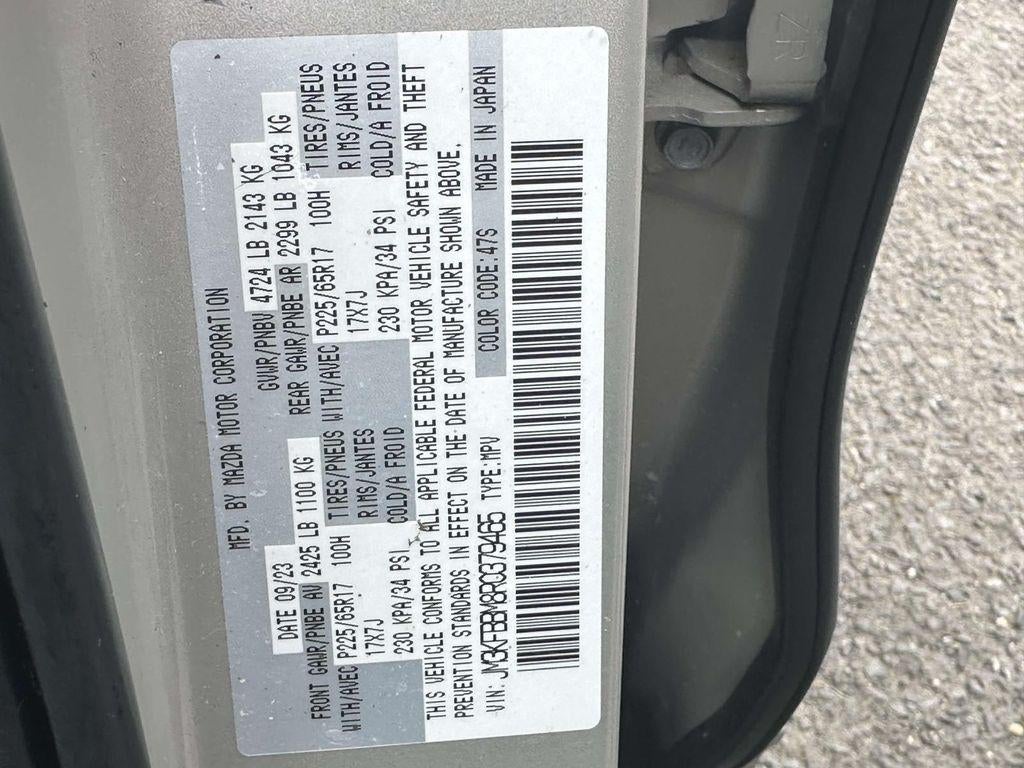 MFD. BY MAZDA MOTOR CORPORATION
DATE 09/23 GVWR/PNBV 4724 LB 2143 KG
FRONT GAWR/PNBE AV 2425 LB 1100 KG REAR GAWR/PNBE AR 2299 LB 1043 KG
WITH/AVEC P225/65R17 100H TIRES/PNEUS WITH/AVEC P225/65R17 100H TIRES/PNEUS
17X7J RIMS/JANTES 17X7J RIMS/JANTES
230 KPA/34 PSI COLD/A FROID 230 KPA/34 PSI COLD/A FROID
THIS VEHICLE CONFORMS TO ALL APPLICABLE FEDERAL MOTOR VEHICLE SAFETY AND THEFT
PREVENTION STANDARDS IN EFFECT ON THE DATE OF MANUFACTURE SHOWN ABOVE.
VIN: JM3KFBBM8R0379465 TYPE:MPV COLOR CODE:47S MADE IN JAPAN
ZR